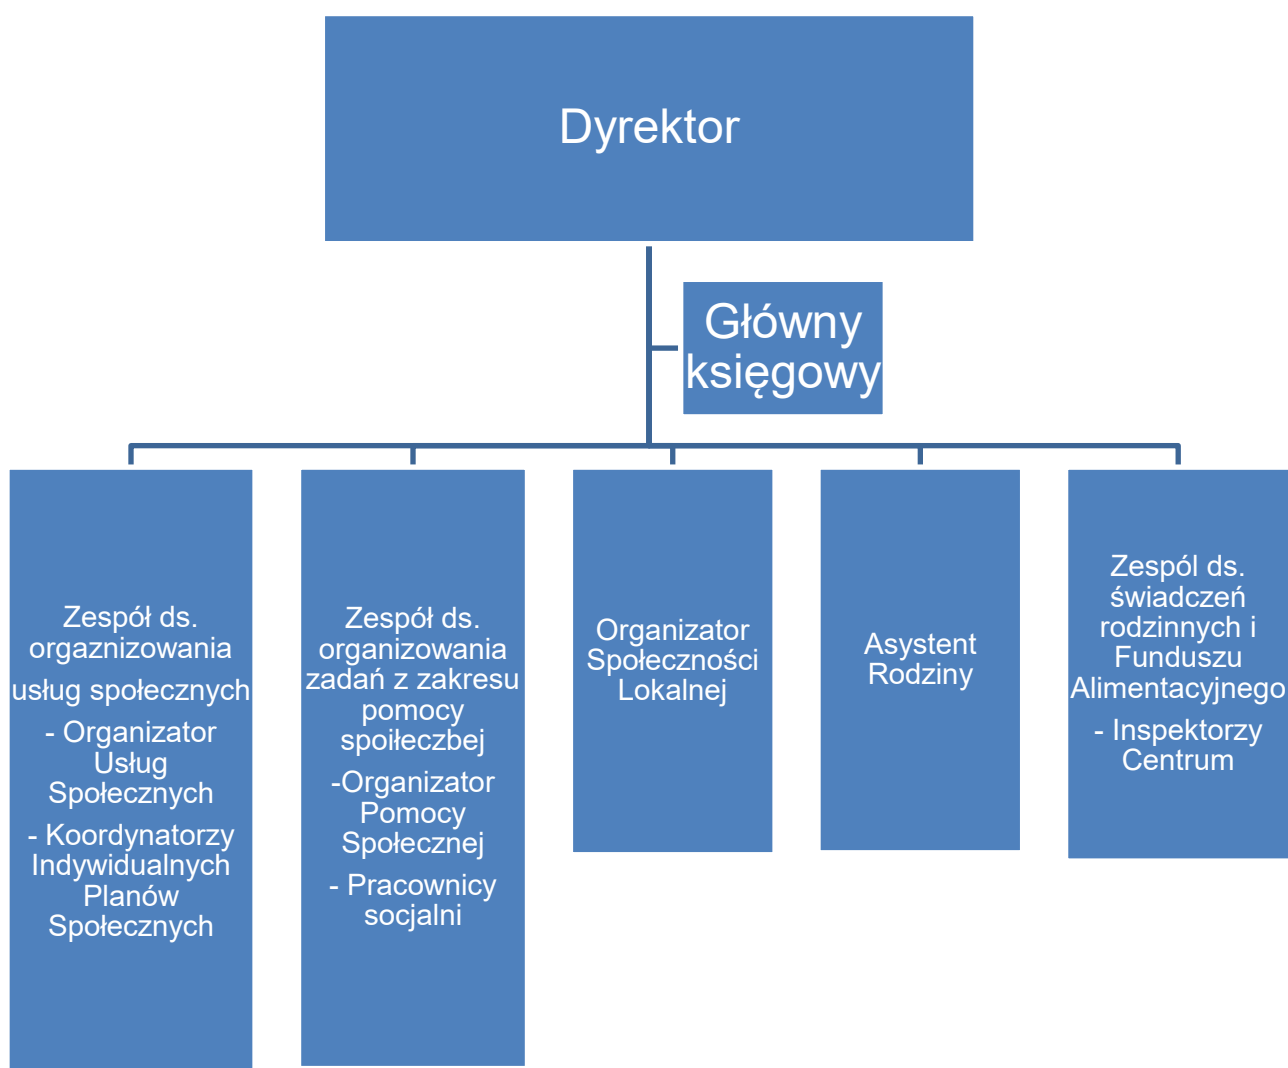 Dyrektor
Główny
księgowy
Zespół ds.
orgaznizowania
usług społecznych
- Organizator
Usług
Społecznych
- Koordynatorzy
Indywidualnych
Planów
Społecznych
Zespół ds.
organizowania
zadań z zakresu
pomocy
spoiłeczbej
-Organizator
Pomocy
Społecznej
- Pracownicy
socjalni
Organizator
Społeczności
Lokalnej
Asystent
Rodziny
Zespól ds.
świadczeń
rodzinnych i
Funduszu
Alimentacyjnego
- Inspektorzy
Centrum